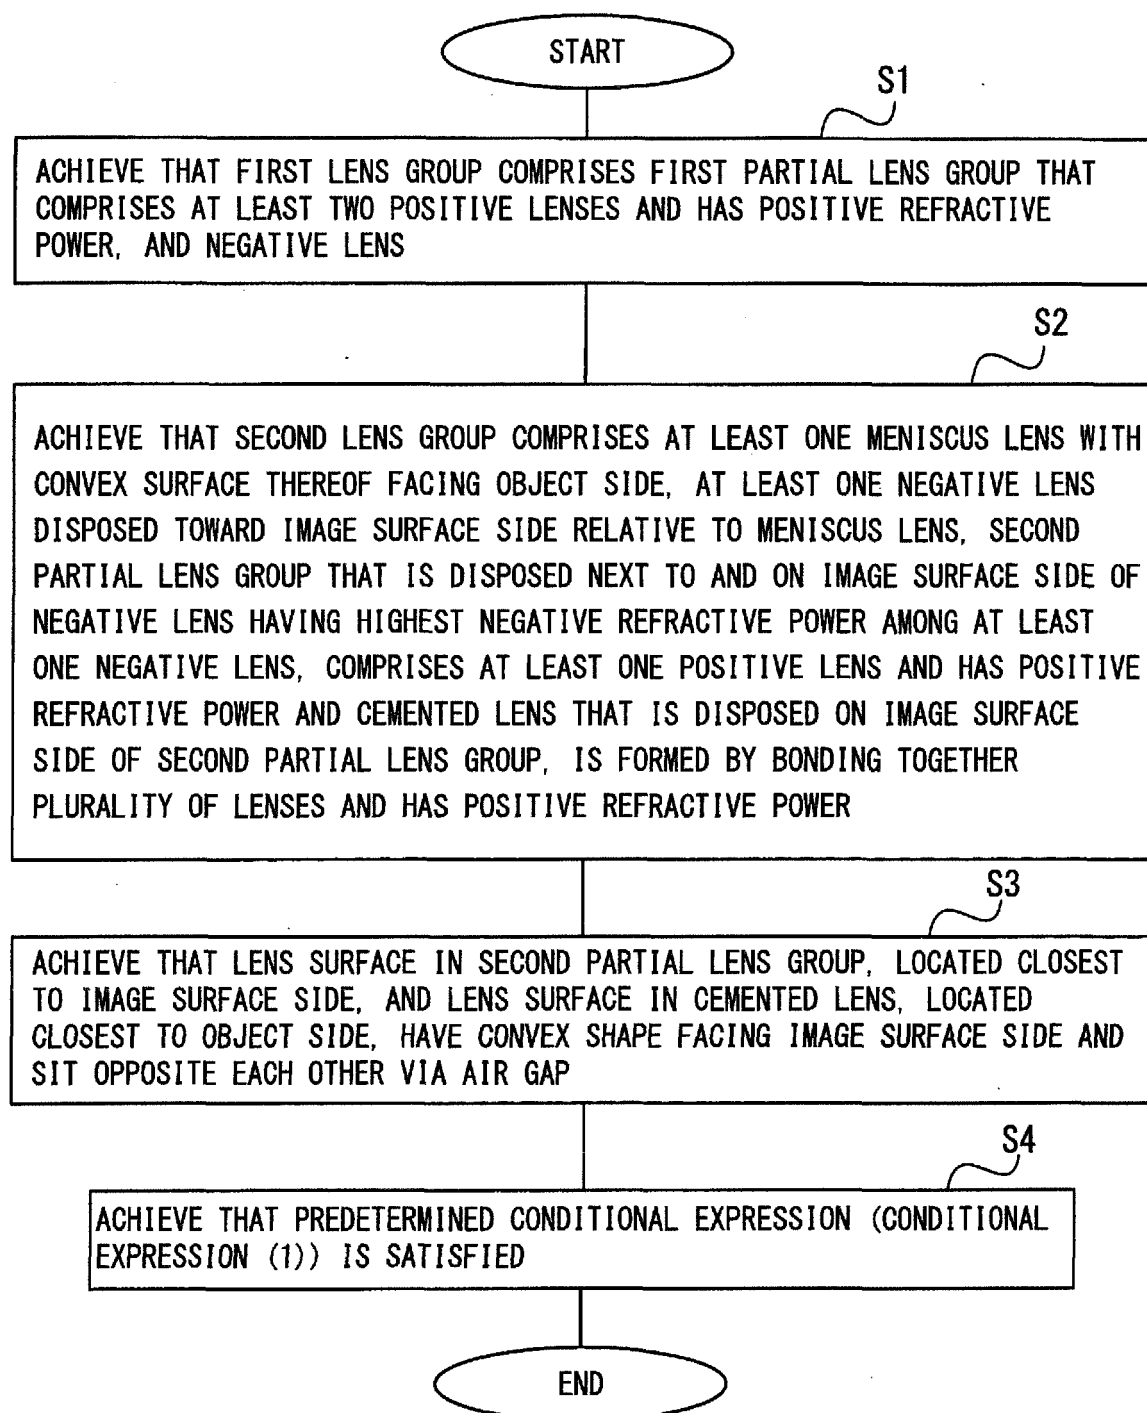 START
S1
ACHIEVE THAT FIRST LENS GROUP COMPRISES FIRST PARTIAL LENS GROUP THAT
COMPRISES AT LEAST TWO POSITIVE LENSES AND HAS POSITIVE REFRACTIVE
POWER, AND NEGATIVE LENS
S2
ACHIEVE THAT SECOND LENS GROUP COMPRISES AT LEAST ONE MENISCUS LENS WITH
CONVEX SURFACE THEREOF FACING OBJECT SIDE, AT LEAST ONE NEGATIVE LENS
DISPOSED TOWARD IMAGE SURFACE SIDE RELATIVE TO MENISCUS LENS, SECOND
PARTIAL LENS GROUP THAT IS DISPOSED NEXT TO AND ON IMAGE SURFACE SIDE OF
NEGATIVE LENS HAVING HIGHEST NEGATIVE REFRACTIVE POWER AMONG AT LEAST
ONE NEGATIVE LENS, COMPRISES AT LEAST ONE POSITIVE LENS AND HAS POSITIVE
REFRACTIVE POWER AND CEMENTED LENS THAT IS DISPOSED ON IMAGE SURFACE
SIDE OF SECOND PARTIAL LENS GROUP, IS FORMED BY BONDING TOGETHER
PLURALITY OF LENSES AND HAS POSITIVE REFRACTIVE POWER
S3
ACHIEVE THAT LENS SURFACE IN SECOND PARTIAL LENS GROUP, LOCATED CLOSEST
TO IMAGE SURFACE SIDE, AND LENS SURFACE IN CEMENTED LENS, LOCATED
CLOSEST TO OBJECT SIDE, HAVE CONVEX SHAPE FACING IMAGE SURFACE SIDE AND
SIT OPPOSITE EACH OTHER VIA AIR GAP
S4
ACHIEVE THAT PREDETERMINED CONDITIONAL EXPRESSION (CONDITIONAL
EXPRESSION (1)) IS SATISFIED
END